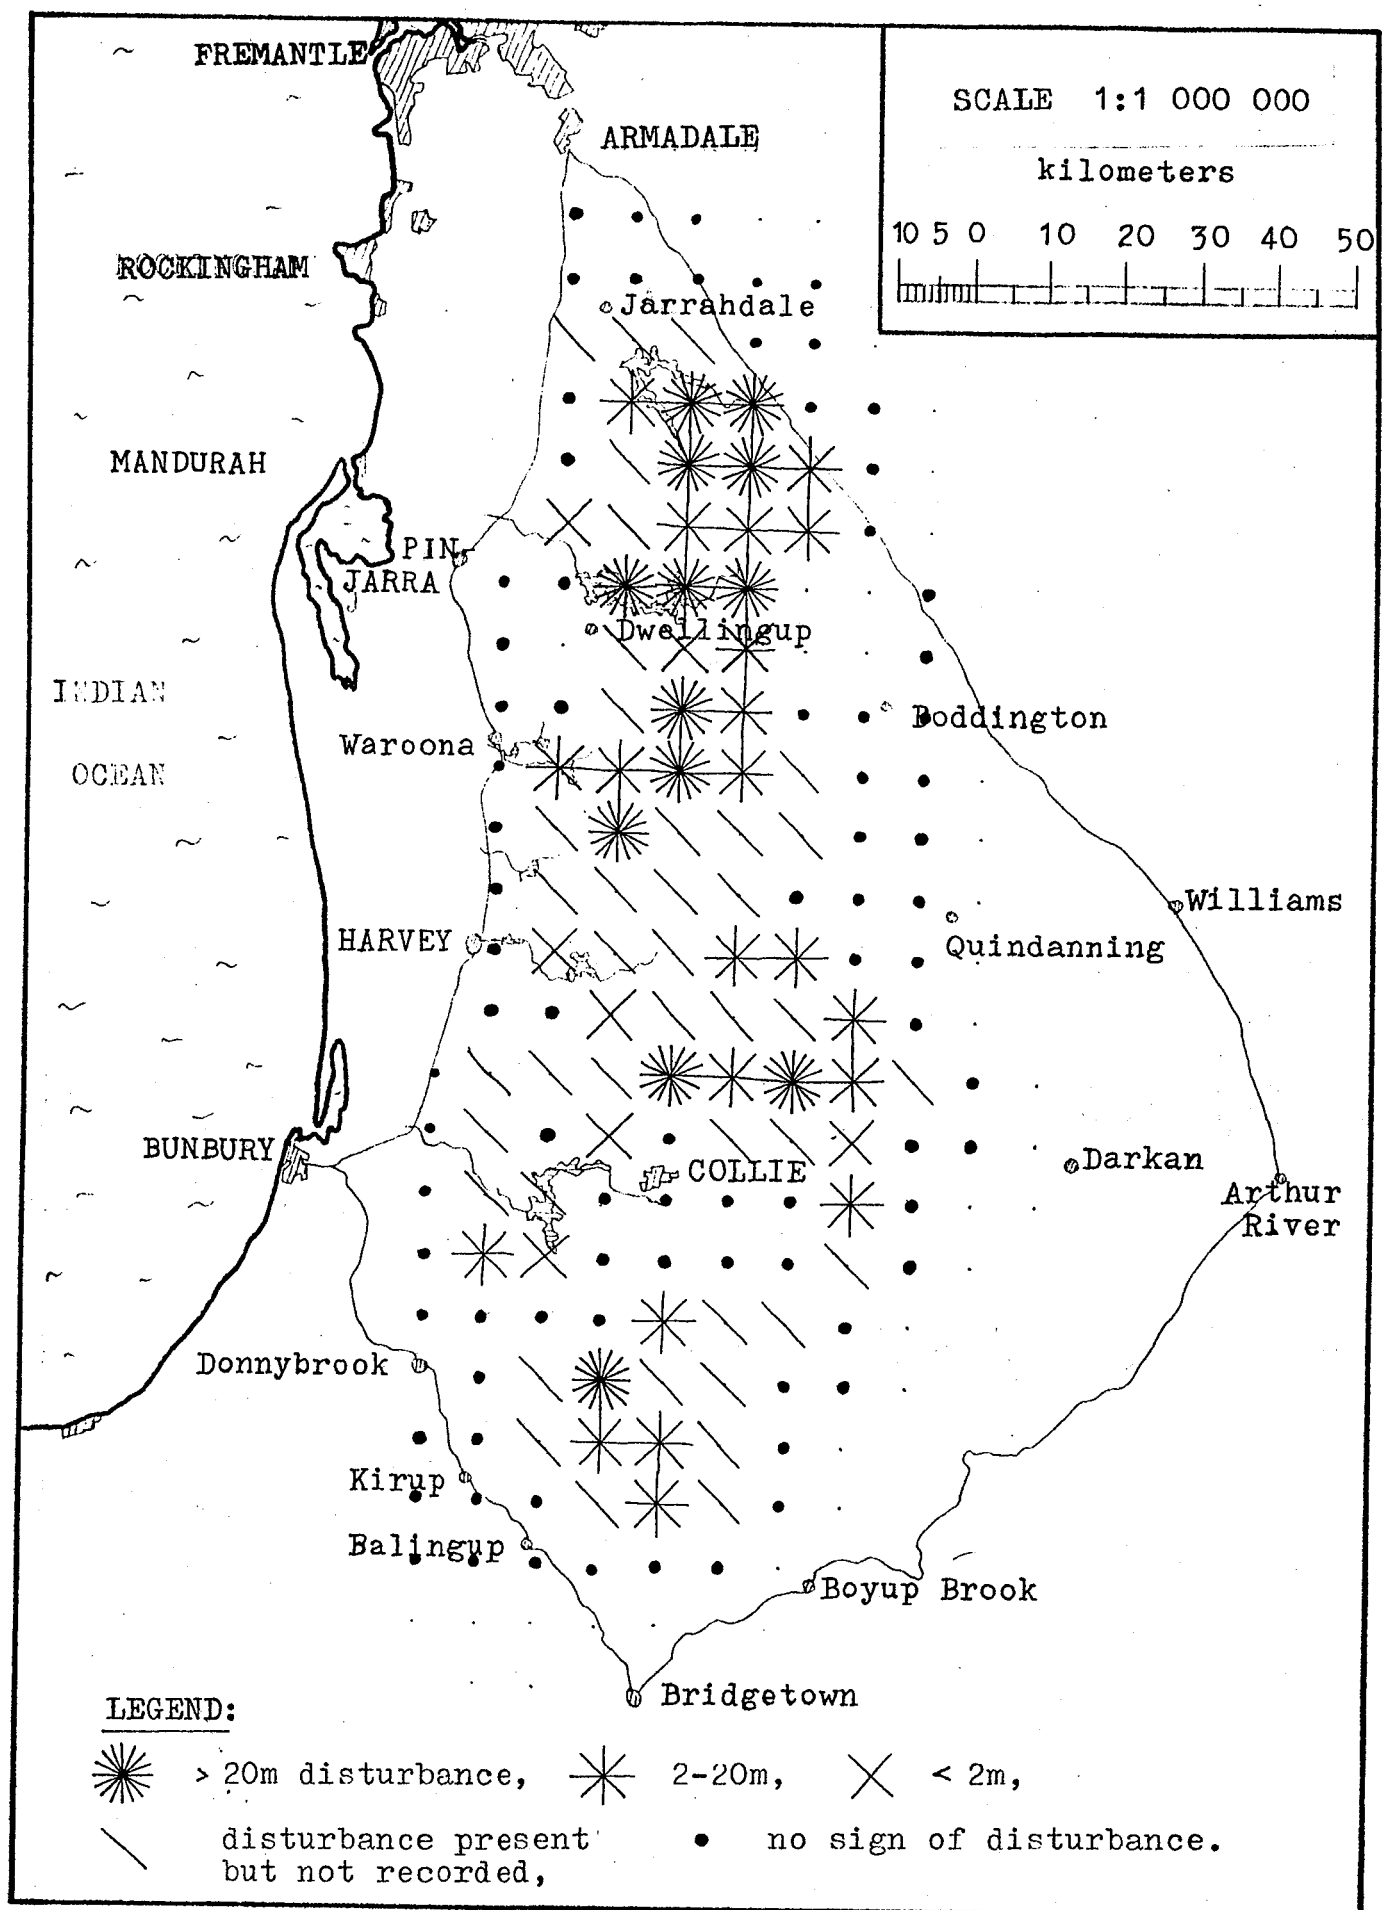 FREMANTLE
SCALE 1:1 000 000
ARMADALE
kilometers
10 5 0 10 20 30 40 50
ROCKINGHAM
Jarrahdale
MANDURAH
PIN-
JARRA
Dwellingup
INDIAN
Boddington
Waroona
OCEAN
Williams
HARVEY
Quindanning
BUNBURY
COLLIE
Darkan
Arthur
River
Donnybrook
Kirup
Balingup
Boyup Brook
Bridgetown
LEGEND:
> 20m disturbance, 2-20m, < 2m,
disturbance present no sign of disturbance.
but not recorded,